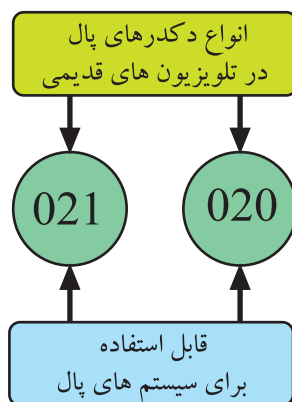 انواع دکدرهای پال
در تلویزیون های قدیمی
020
021
قابل استفاده
برای سیستم های پال